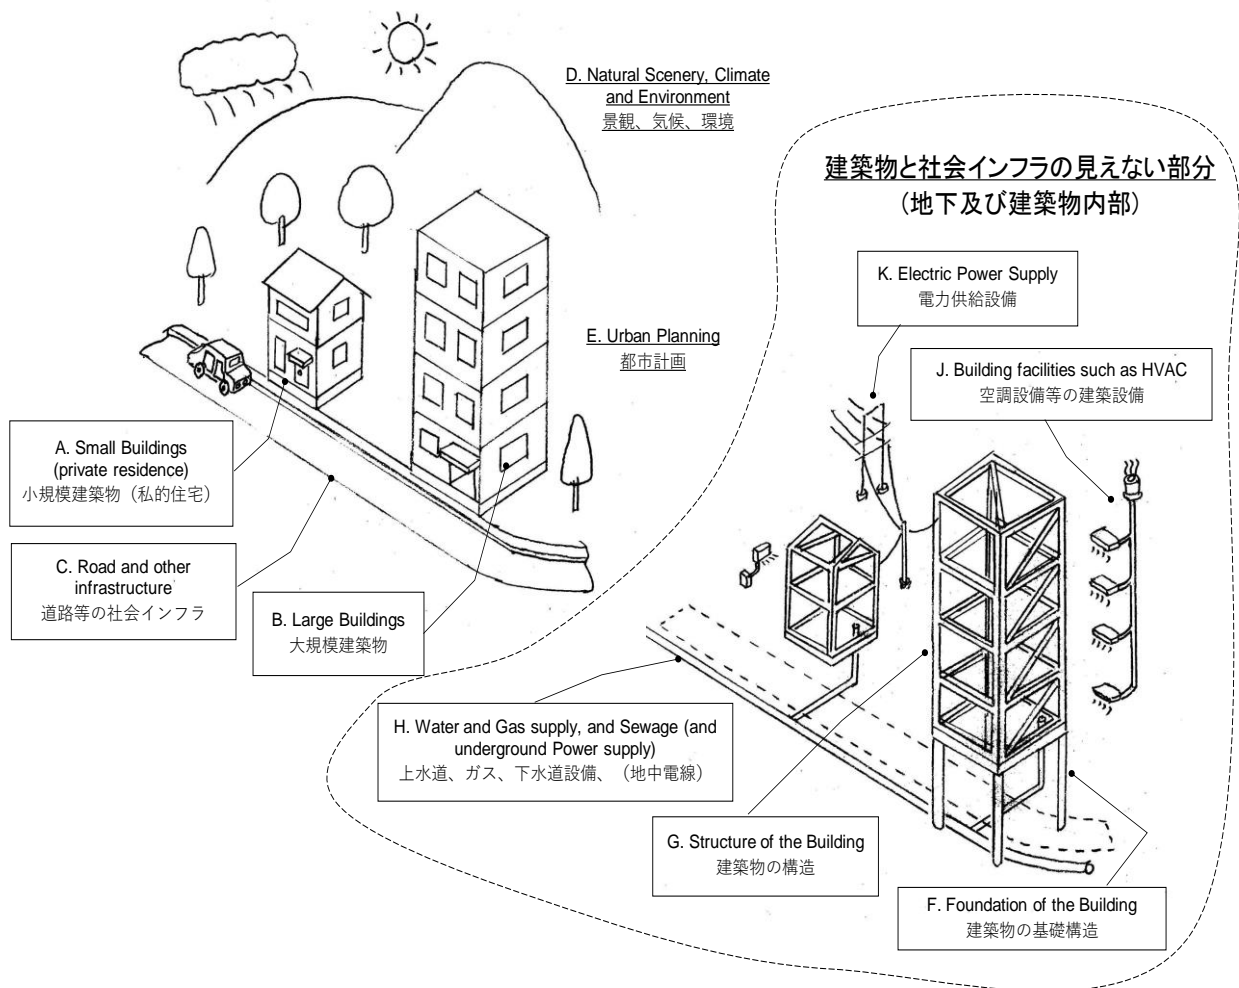 D. Natural Scenery, Climate
and Environment
景観、気候、環境
建築物と社会インフラの見えない部分
(地下及び建築物内部)
K. Electric Power Supply
電力供給設備
E. Urban Planning
都市計画
J. Building facilities such as HVAC
空調設備等の建築設備
A. Small Buildings
(private residence)
小規模建築物（私的住宅）
C. Road and other
infrastructure
道路等の社会インフラ
B. Large Buildings
大規模建築物
H. Water and Gas supply, and Sewage (and
underground Power supply)
上水道、ガス、下水道設備、（地中電線）
G. Structure of the Building
建築物の構造
F. Foundation of the Building
建築物の基礎構造